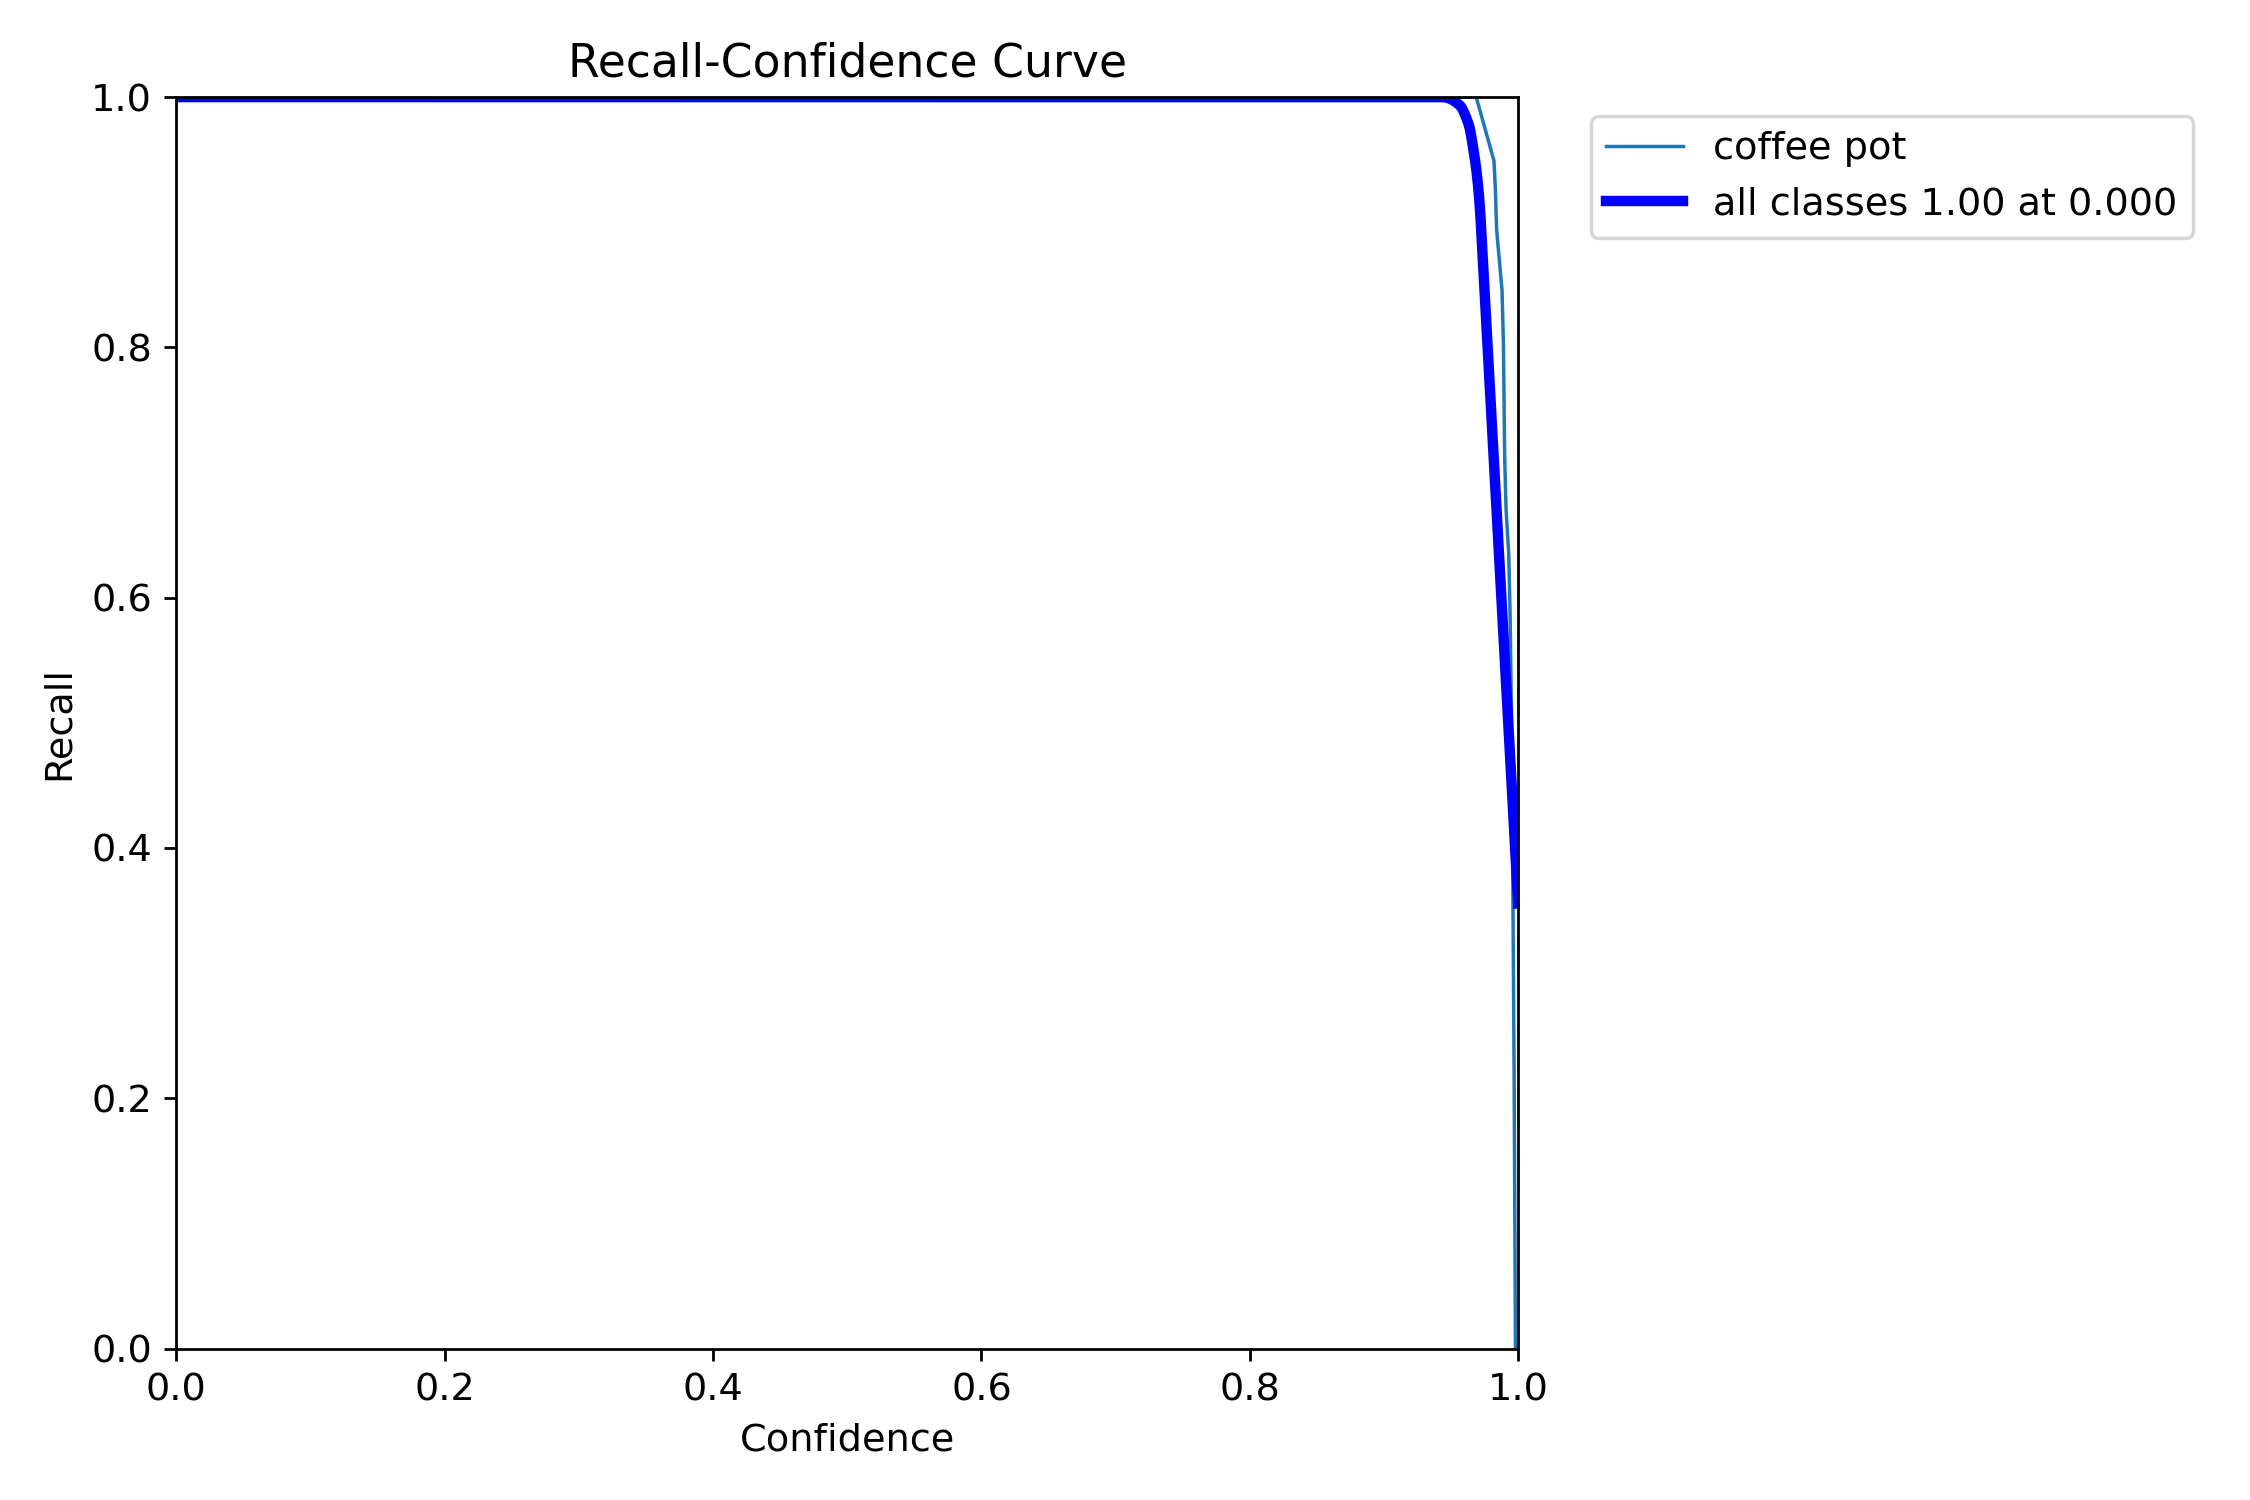 Recall-Confidence Curve
coffee pot
all classes 1.00 at 0.000
1.0
0.8
0.6
0.4
0.2
0.0
Recall
0.0 0.2 0.4 0.6 0.8 1.0
Confidence